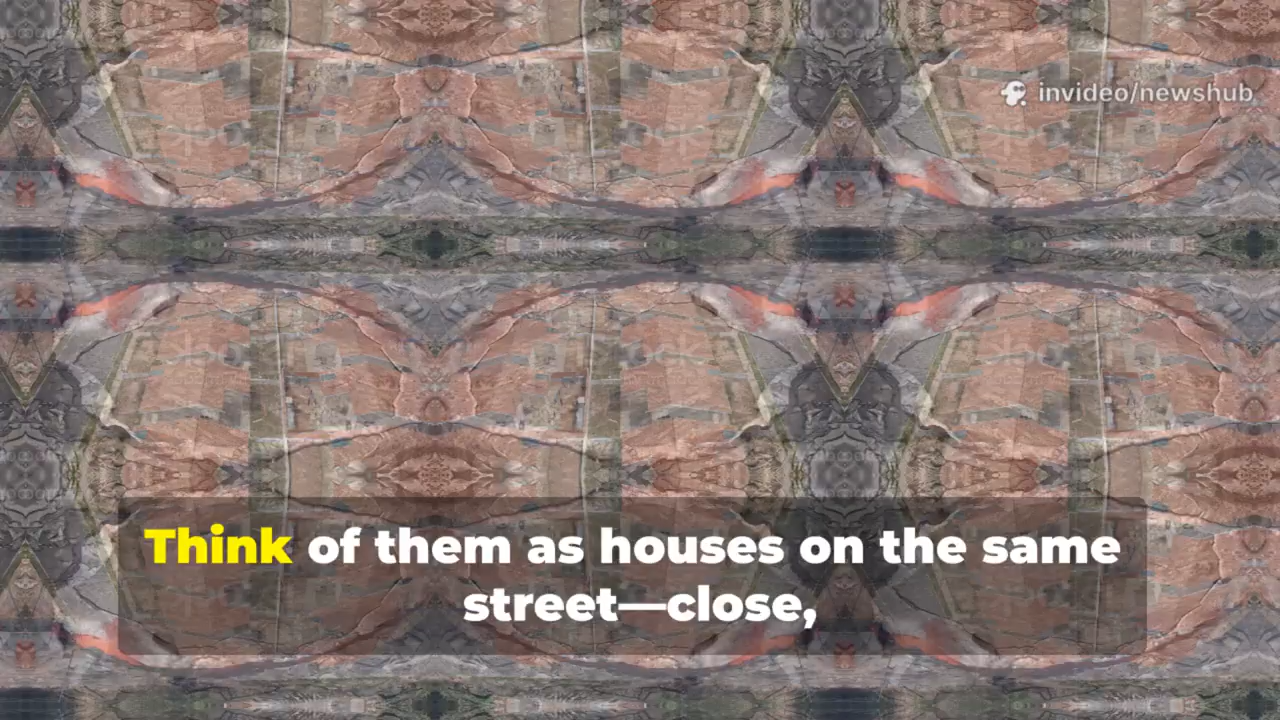 invideo/newshub
Think of them as houses on the same
street—close,